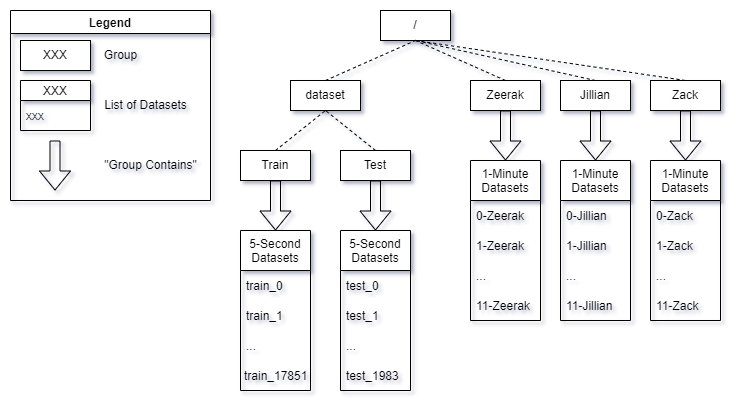 Legend
XXX
Group
XXX
XXX
List of Datasets
"Group Contains"
/
dataset
Zeerak
Jillian
Zack
Train
Test
5-Second
Datasets
train_0
train_1
...
train_17851
5-Second
Datasets
test_0
test_1
...
test_1983
1-Minute
Datasets
0-Zeerak
1-Zeerak
...
11-Zeerak
1-Minute
Datasets
0-Jillian
1-Jillian
...
11-Jillian
1-Minute
Datasets
0-Zack
1-Zack
...
11-Zack